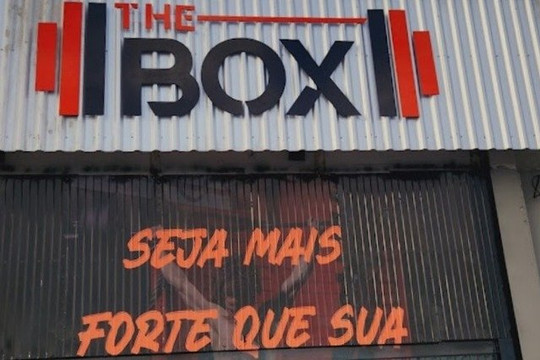 THE
BOX
SEJA MAIS
FORTE QUE SUA